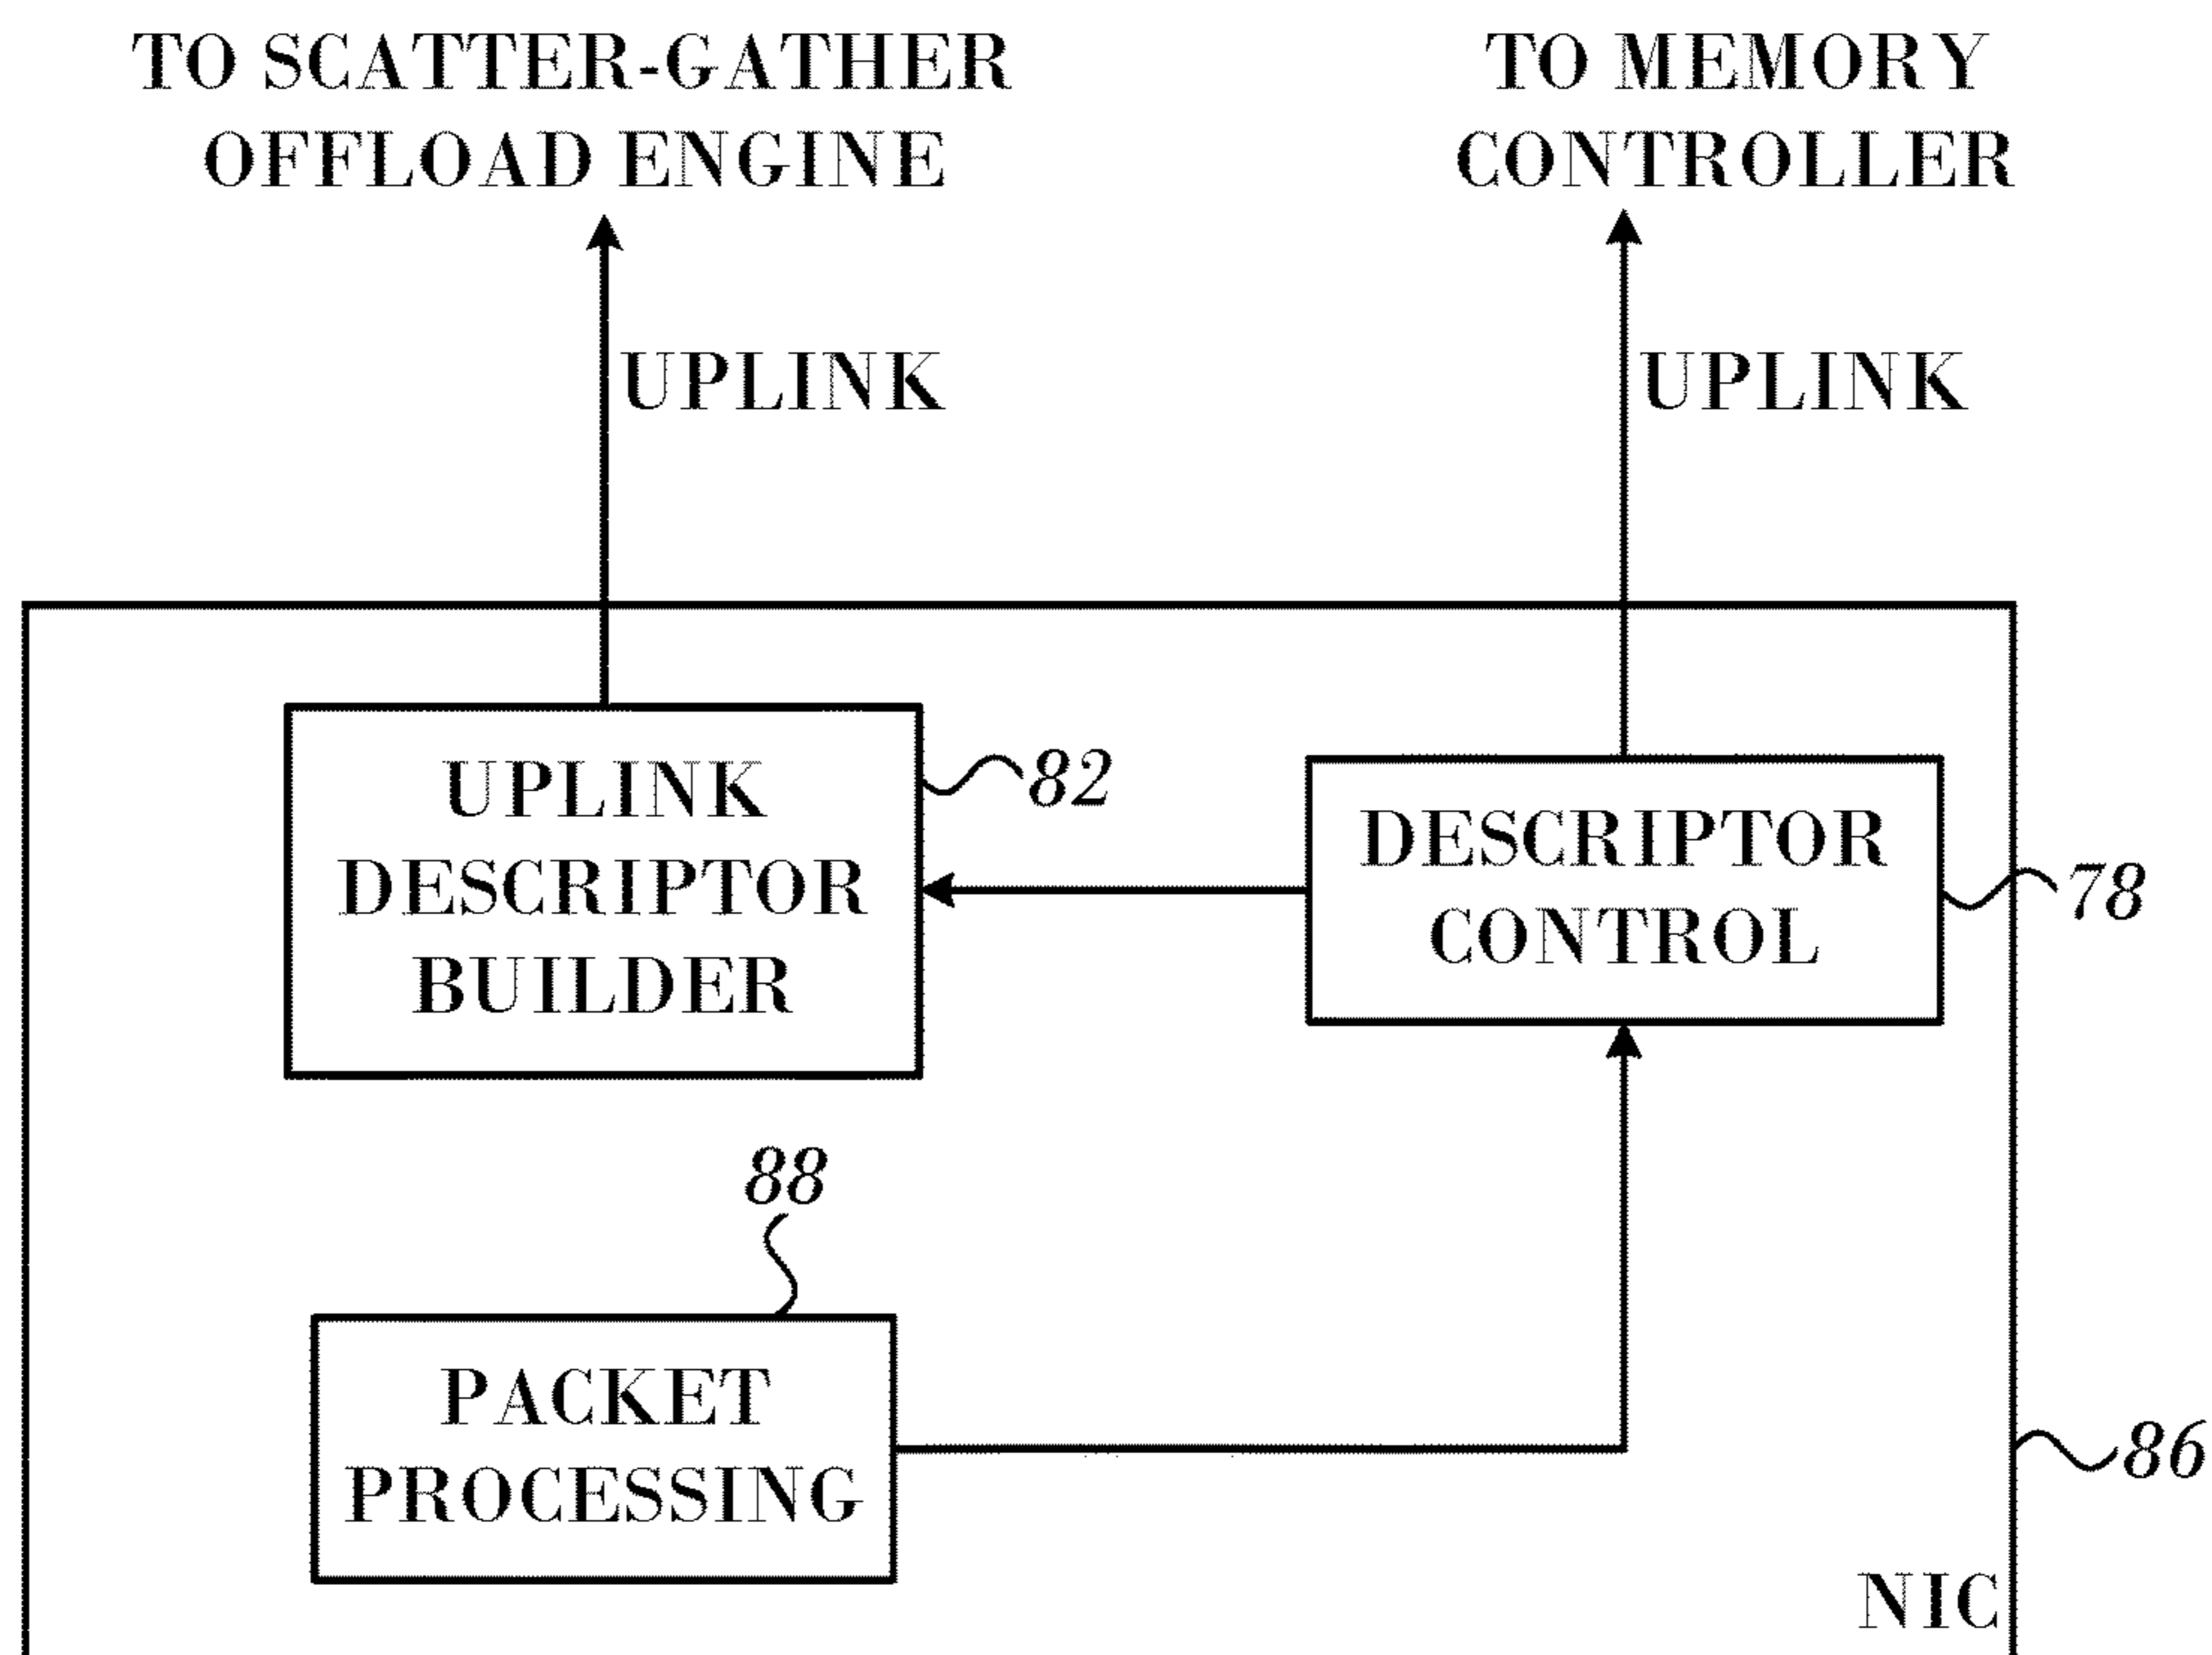 TO SCATTER-GATHER
OFFLOAD ENGINE
TO MEMORY
CONTROLLER
UPLINK
UPLINK
UPLINK
DESCRIPTOR
BUILDER
82
DESCRIPTOR
CONTROL
78
88
PACKET
PROCESSING
86
NIC